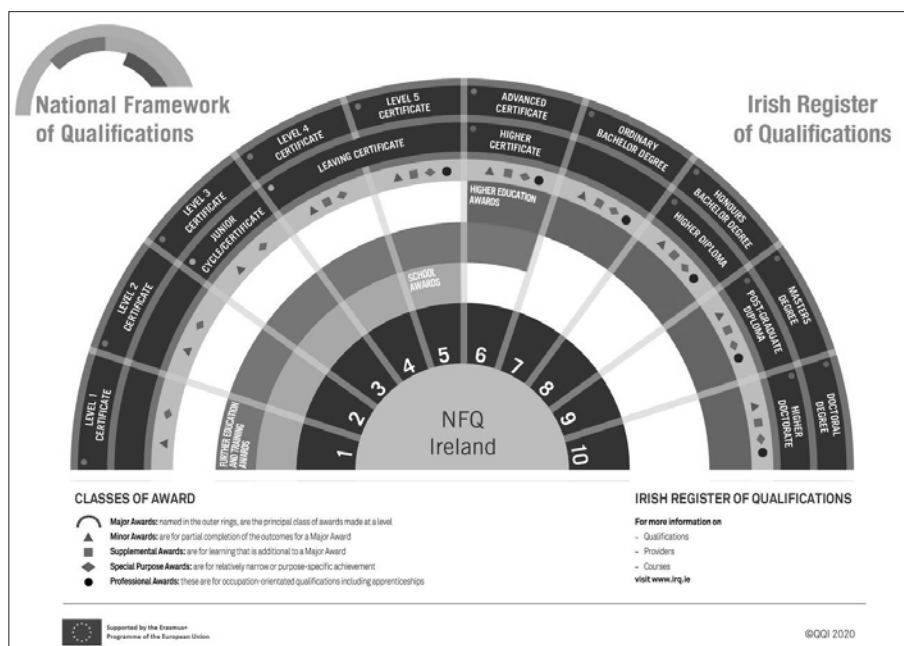 National Framework
of Qualifications
Irish Register
of Qualifications
LEVEL 1
CERTIFICATE
LEVEL 2
CERTIFICATE
LEVEL 3
CERTIFICATE
LEVEL 4
CERTIFICATE
LEVEL 5
CERTIFICATE
ADVANCED
CERTIFICATE
ORDINARY
BACHELOR DEGREE
HONOURS
BACHELOR DEGREE
MASTERS
DEGREE
DOCTORAL
DEGREE
JUNIOR
CYCLE/CERTIFICATE
LEAVING CERTIFICATE
HIGHER
CERTIFICATE
HIGHER DIPLOMA
POST-GRADUATE
DIPLOMA
HIGHER
DOCTORATE
HIGHER EDUCATION
AWARDS
SCHOOL
AWARDS
FURTHER EDUCATION
AND TRAINING
AWARDS
1
2
3
4
5
6
7
8
9
10
NFQ
Ireland
CLASSES OF AWARD
Major Awards: named in the outer rings, are the principal class of awards made at a level
Minor Awards: are for partial completion of the outcomes for a Major Award
Supplemental Awards: are for learning that is additional to a Major Award
Special Purpose Awards: are for relatively narrow or purpose-specific achievement
Professional Awards: these are for occupation-orientated qualifications including apprenticeships
IRISH REGISTER OF QUALIFICATIONS
For more information on
- Qualifications
- Providers
- Courses
visit www.irq.ie
Supported by the Erasmus+
Programme of the European Union
©QQI 2020